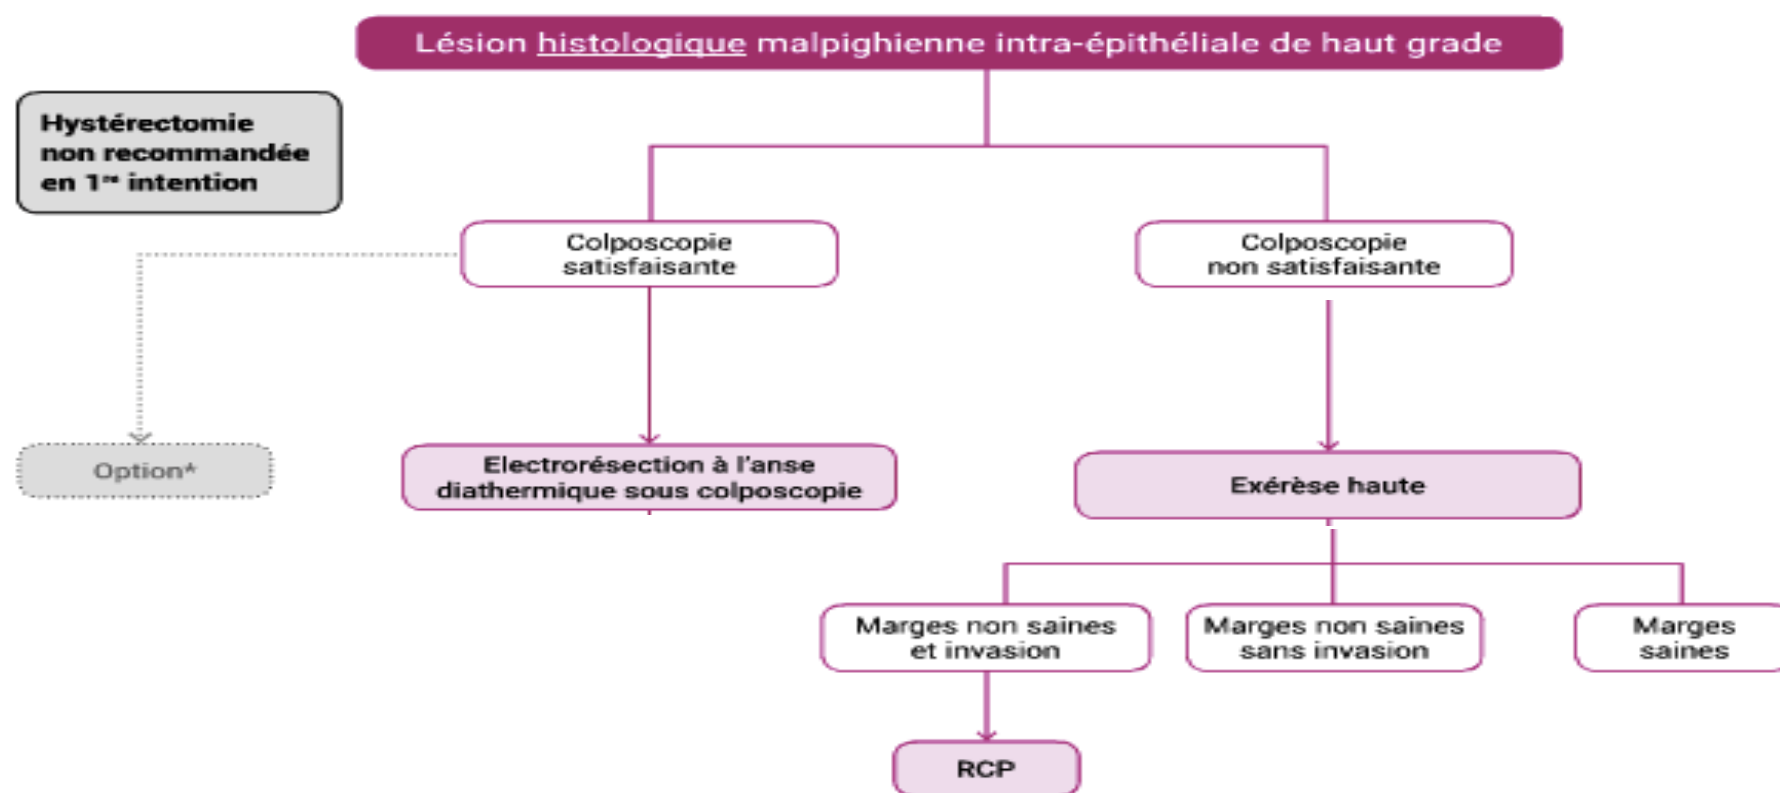 Lésion histologique malpighienne intra-épithéliale de haut grade
Hystérectomie
non recommandée
en 1re intention
Colposcopie
satisfaisante
Colposcopie
non satisfaisante
Option*
Electrorésection à l'anse
diathermique sous colposcopie
Exérèse haute
Marges non saines
et invasion
Marges non saines
sans invasion
Marges
saines
RCP